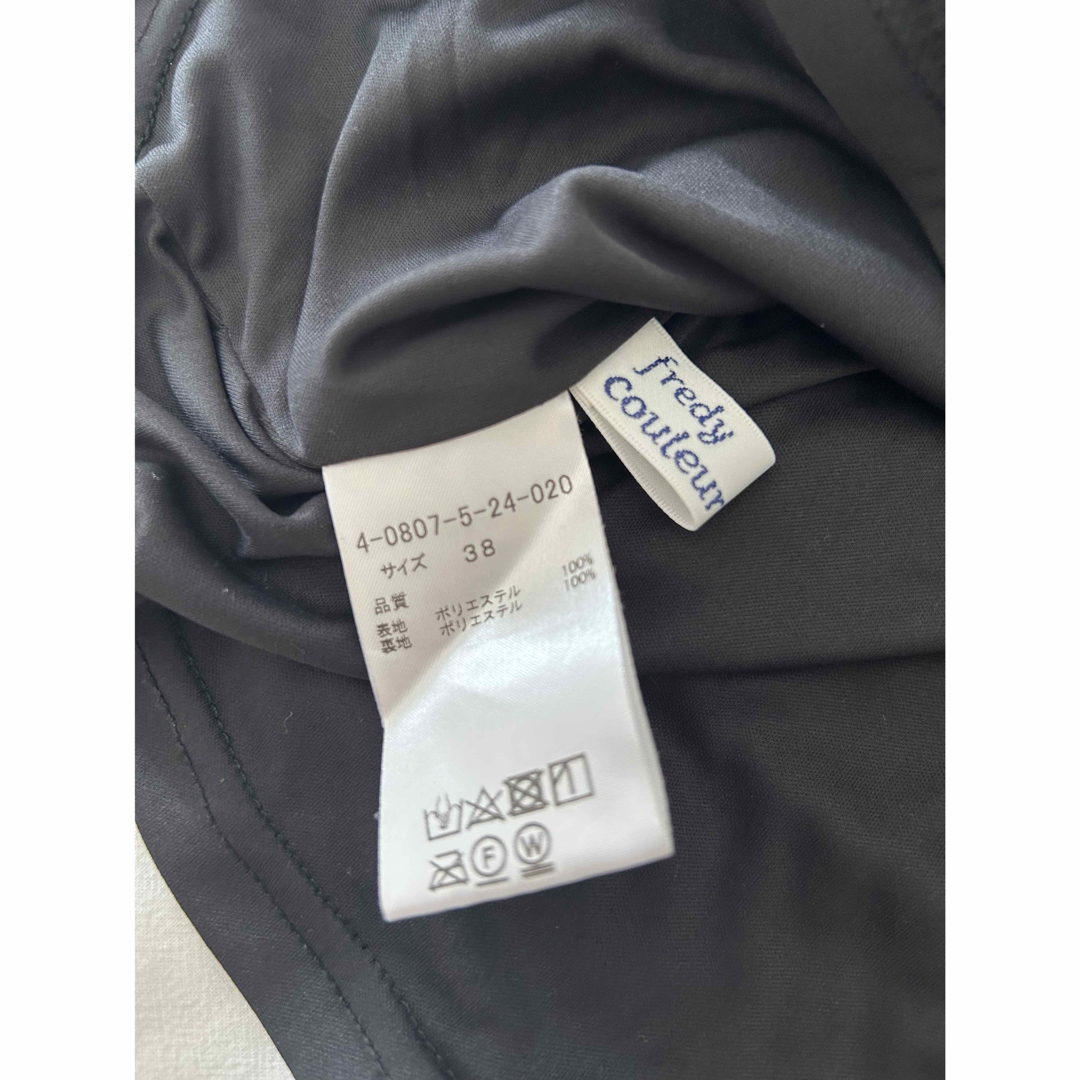 fredy
couleur
4-0807-5-24-020
サイズ 38
品質
表地 ポリエステル 100%
裏地 ポリエステル 100%
F W